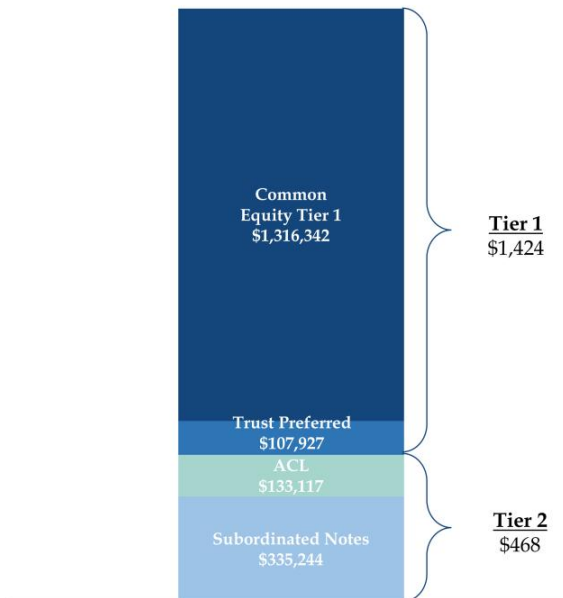 Common
Equity Tier 1
$1,316,342
Tier 1
$1,424
Trust Preferred
$107,927
ACL
$133,117
Tier 2
$468
Subordinated Notes
$335,244